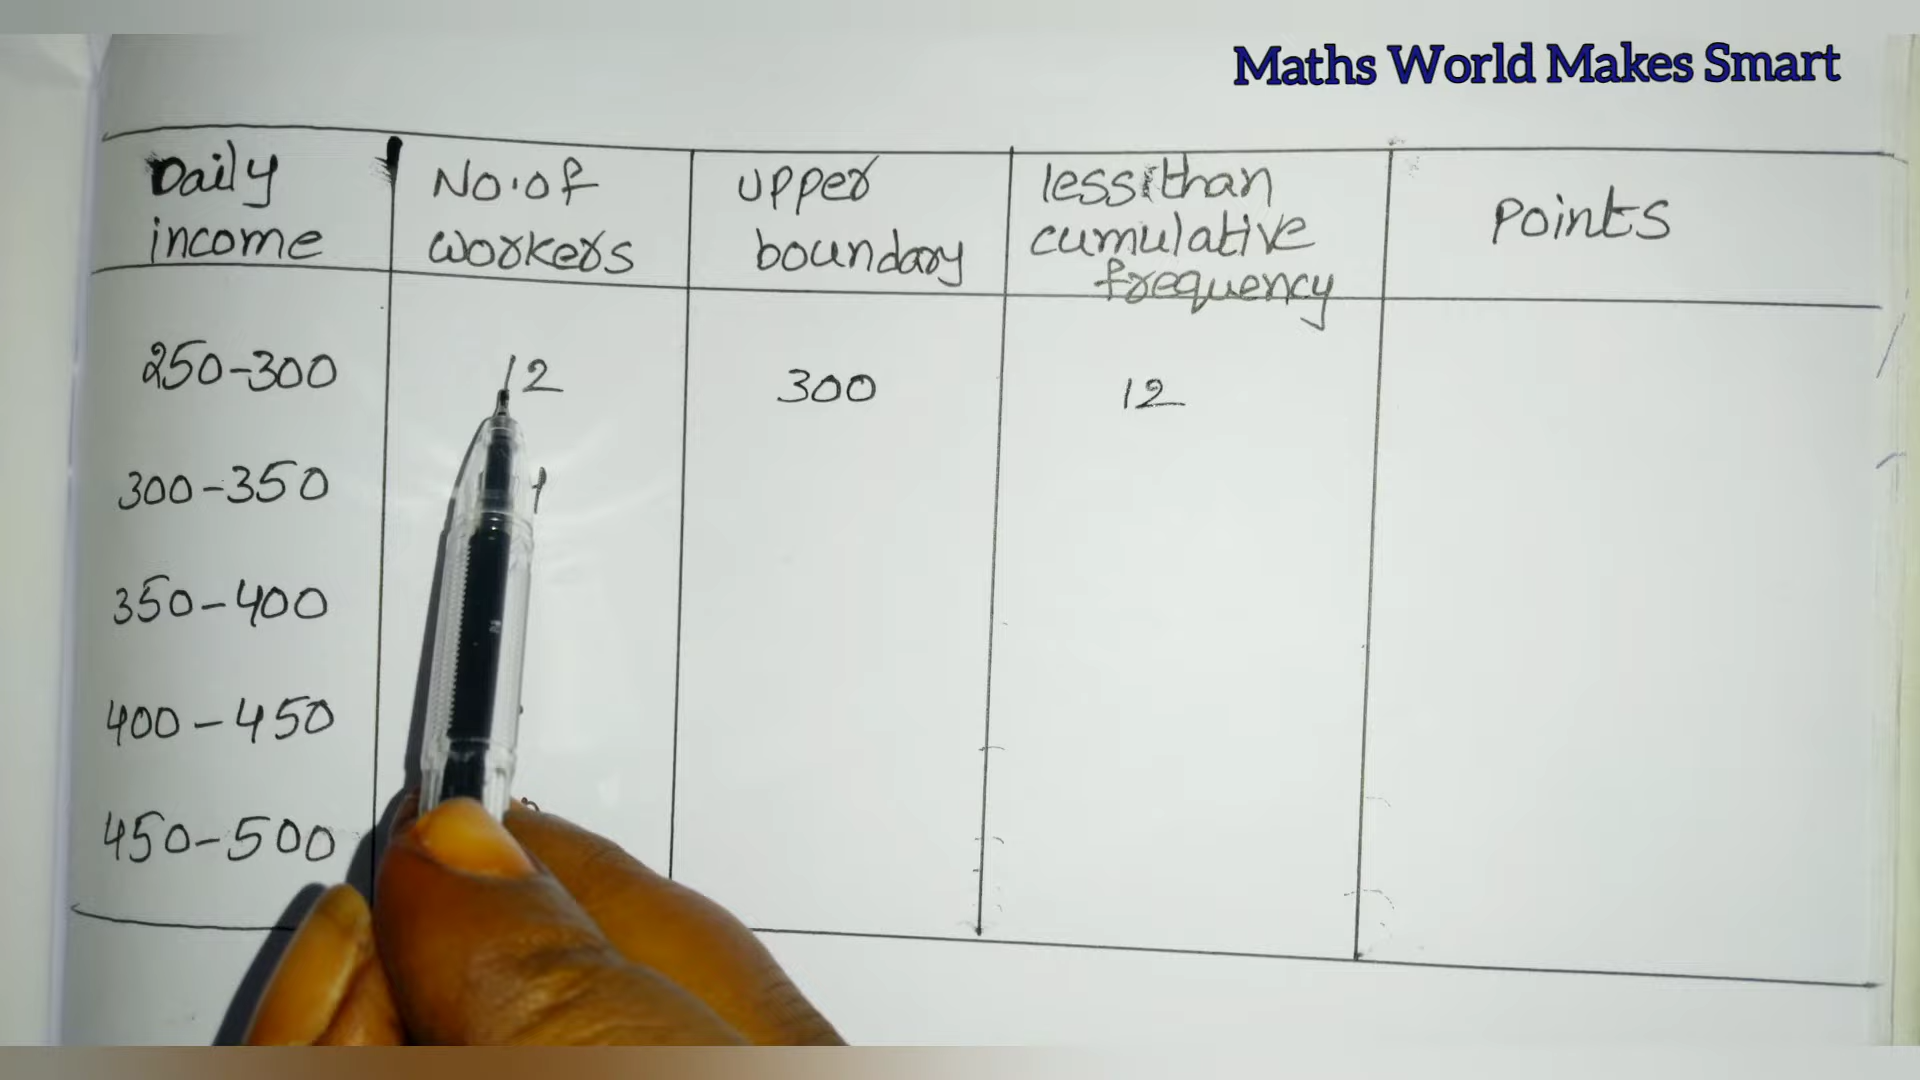 Maths World Makes Smart
Daily income
No. of workers
upper boundary
less than cumulative frequency
points
250-300
12
300
12
300-350
350-400
400-450
450-500